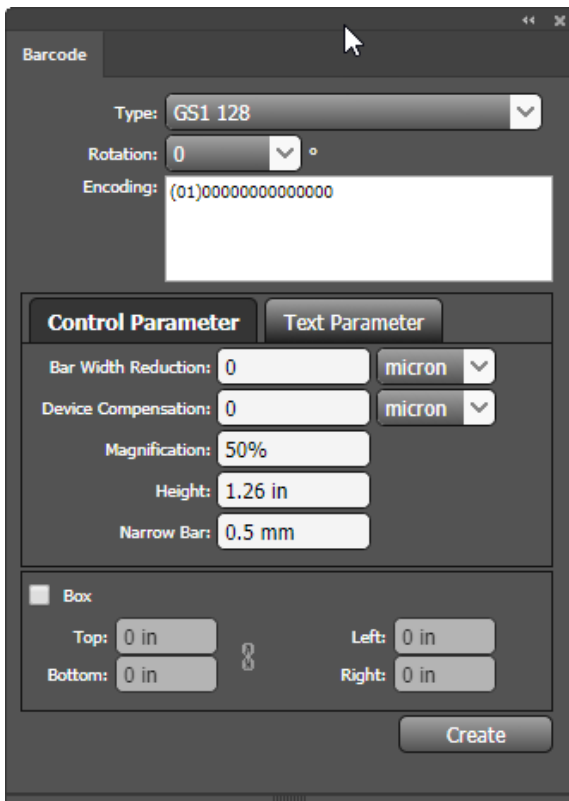 Barcode
Type: GS1 128
Rotation: 0 °
Encoding: (01)00000000000000
Control Parameter Text Parameter
Bar Width Reduction: 0 micron
Device Compensation: 0 micron
Magnification: 50%
Height: 1.26 in
Narrow Bar: 0.5 mm
Box
Top: 0 in Left: 0 in
Bottom: 0 in Right: 0 in
Create